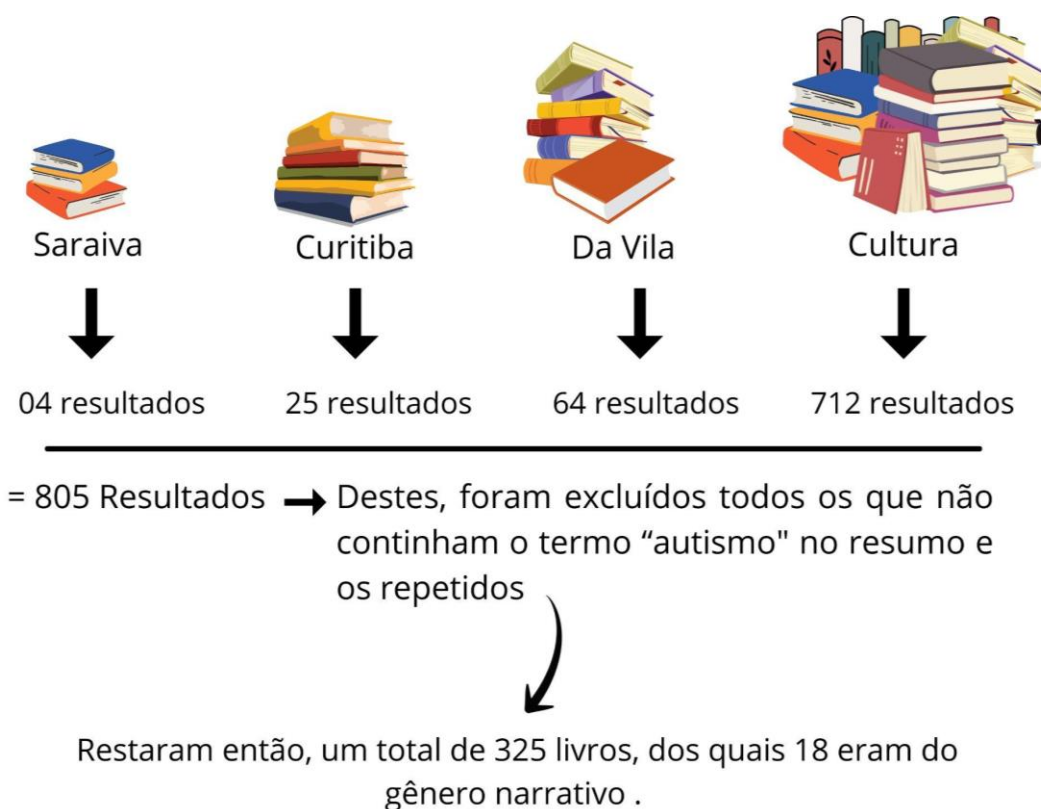 Saraiva
Curitiba
Da Vila
Cultura
04 resultados
25 resultados
64 resultados
712 resultados
= 805 Resultados
Destes, foram excluídos todos os que não
continham o termo “autismo" no resumo e
os repetidos
Restaram então, um total de 325 livros, dos quais 18 eram do
gênero narrativo .